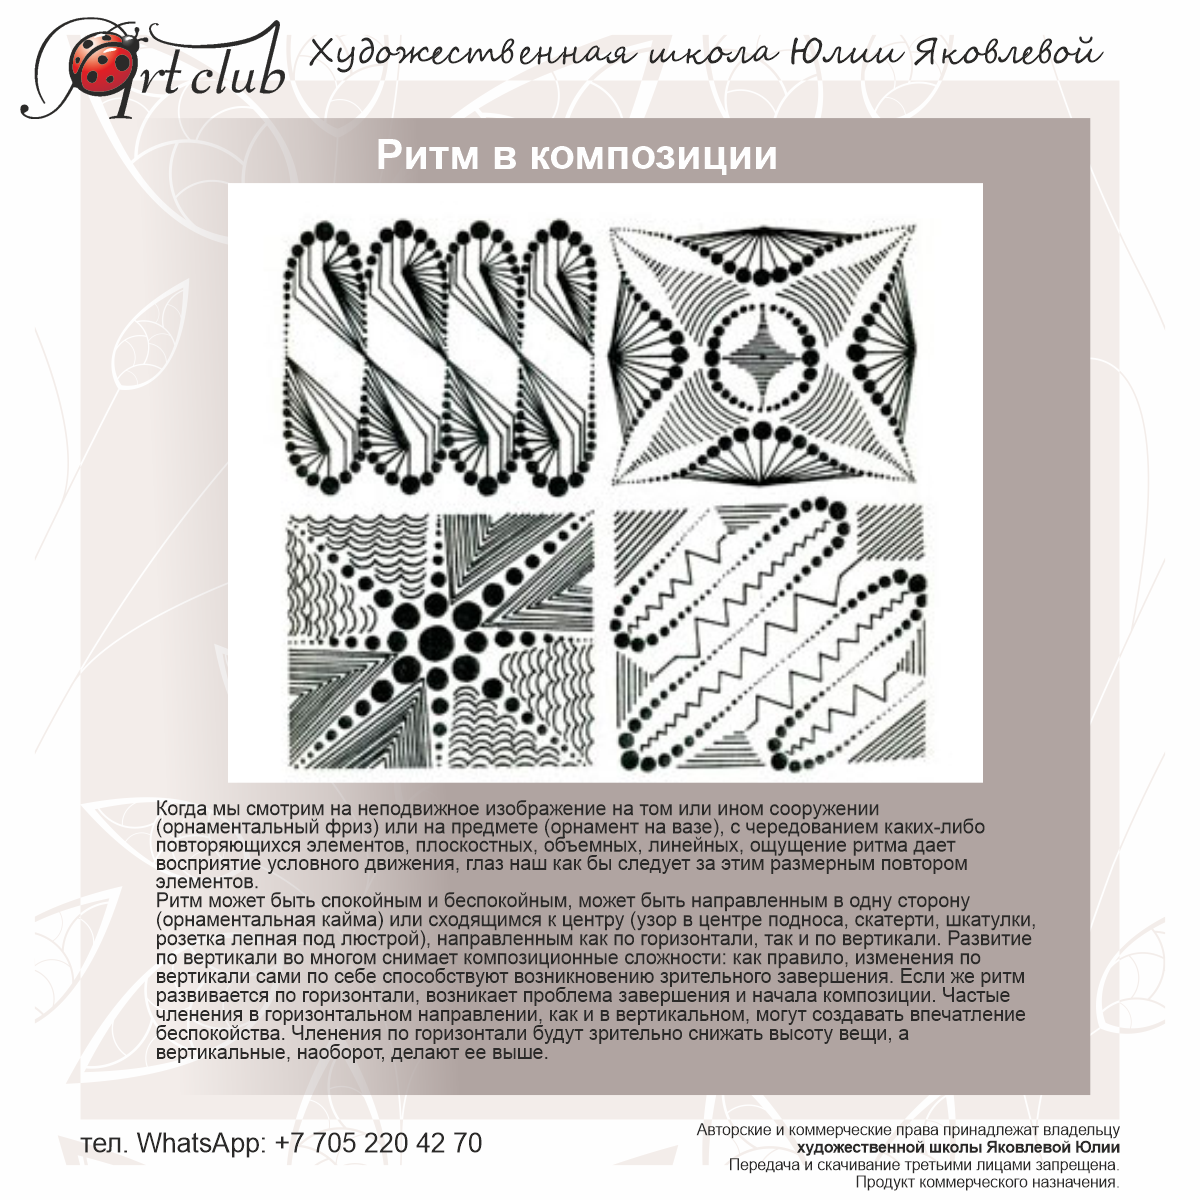 Art club
Художественная школа Юлии Яковлевой
Ритм в композиции
Когда мы смотрим на неподвижное изображение на том или ином сооружении
(орнаментальный фриз) или на предмете (орнамент на вазе), с чередованием каких-либо
повторяющихся элементов, плоскостных, объемных, линейных, ощущение ритма дает
восприятие условного движения, глаз наш как бы следует за этим размерным повтором
элементов.
Ритм может быть спокойным и беспокойным, может быть направленным в одну сторону
(орнаментальная кайма) или сходящимся к центру (узор в центре подноса, скатерти, шкатулки,
розетка лепная под люстрой), направленным как по горизонтали, так и по вертикали. Развитие
по вертикали во многом снимает композиционные сложности: как правило, изменения по
вертикали сами по себе способствуют возникновению зрительного завершения. Если же ритм
развивается по горизонтали, возникает проблема завершения и начала композиции. Частые
членения в горизонтальном направлении, как и в вертикальном, могут создавать впечатление
беспокойства. Членения по горизонтали будут зрительно снижать высоту вещи, а
вертикальные, наоборот, делают ее выше.
тел. WhatsApp: +7 705 220 42 70
Авторские и коммерческие права принадлежат владельцу
художественной школы Яковлевой Юлии
Передача и скачивание третьими лицами запрещена.
Продукт коммерческого назначения.